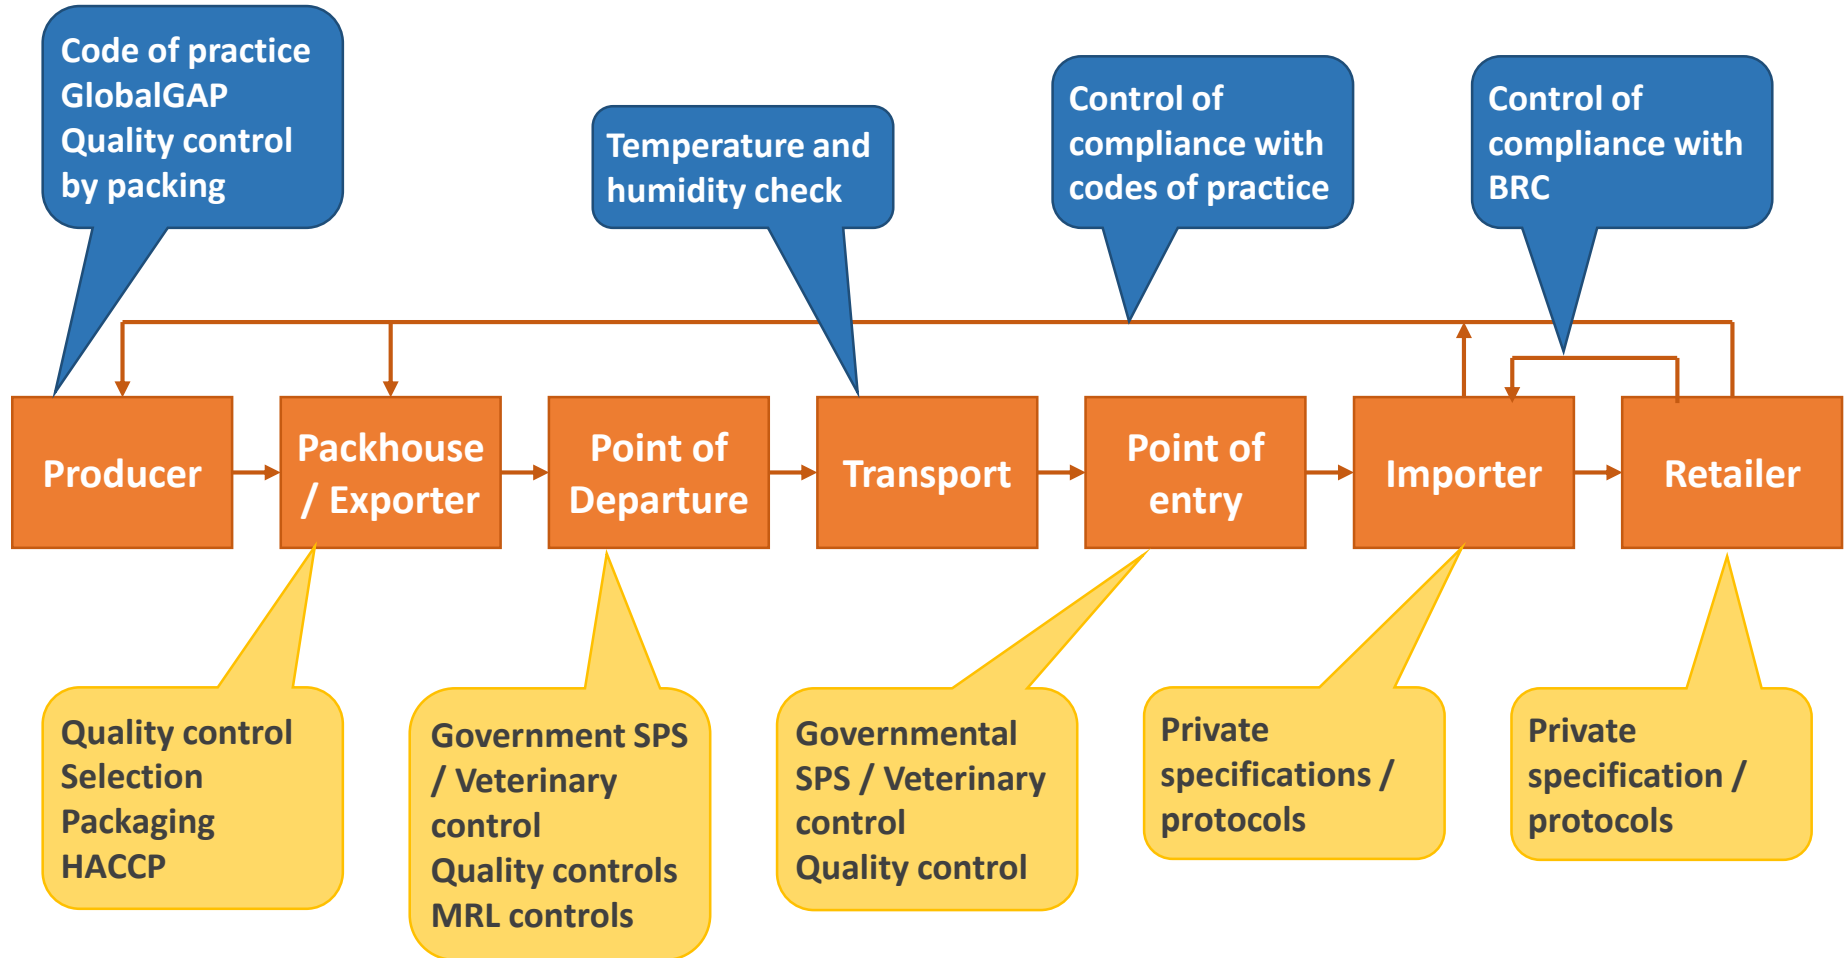 Code of practice
GlobalGAP
Quality control
by packing
Temperature and
humidity check
Control of
compliance with
codes of practice
Control of
compliance with
BRC
Producer
Packhouse
/ Exporter
Point of
Departure
Transport
Point of
entry
Importer
Retailer
Quality control
Selection
Packaging
HACCP
Government SPS
/ Veterinary
control
Quality controls
MRL controls
Governmental
SPS / Veterinary
control
Quality control
Private
specifications /
protocols
Private
specification /
protocols